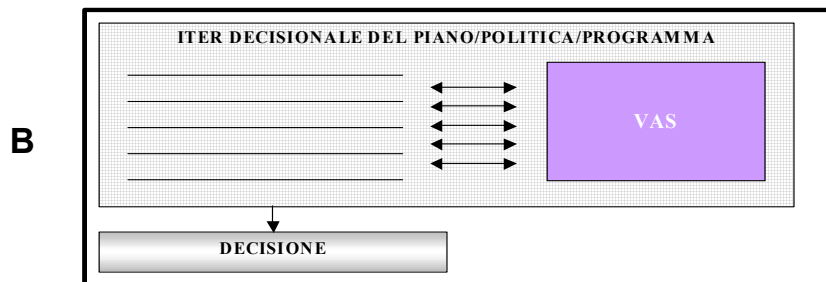 ITER DECISIONALE DEL PIANO/POLITICA/PROGRAMMA
B
VAS
DECISIONE